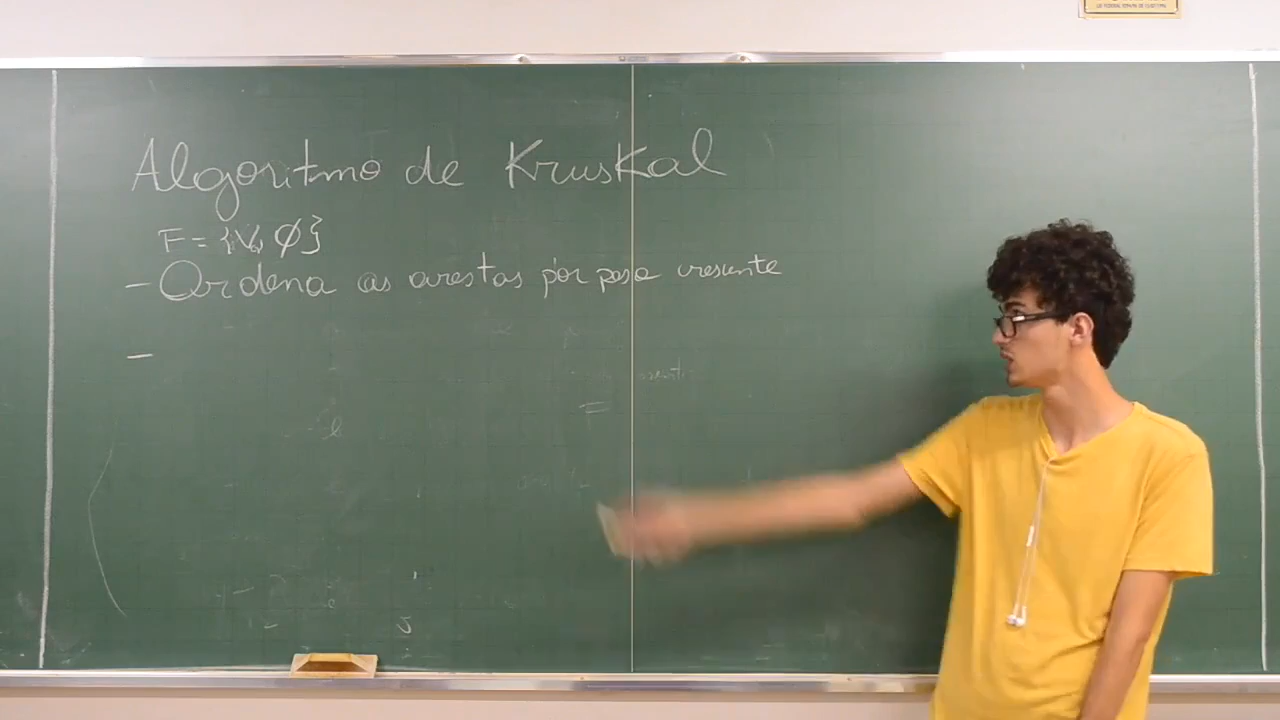 Algoritmo de Kruskal
F = {V, ∅}
- Ordena as arestas por peso crescente
-